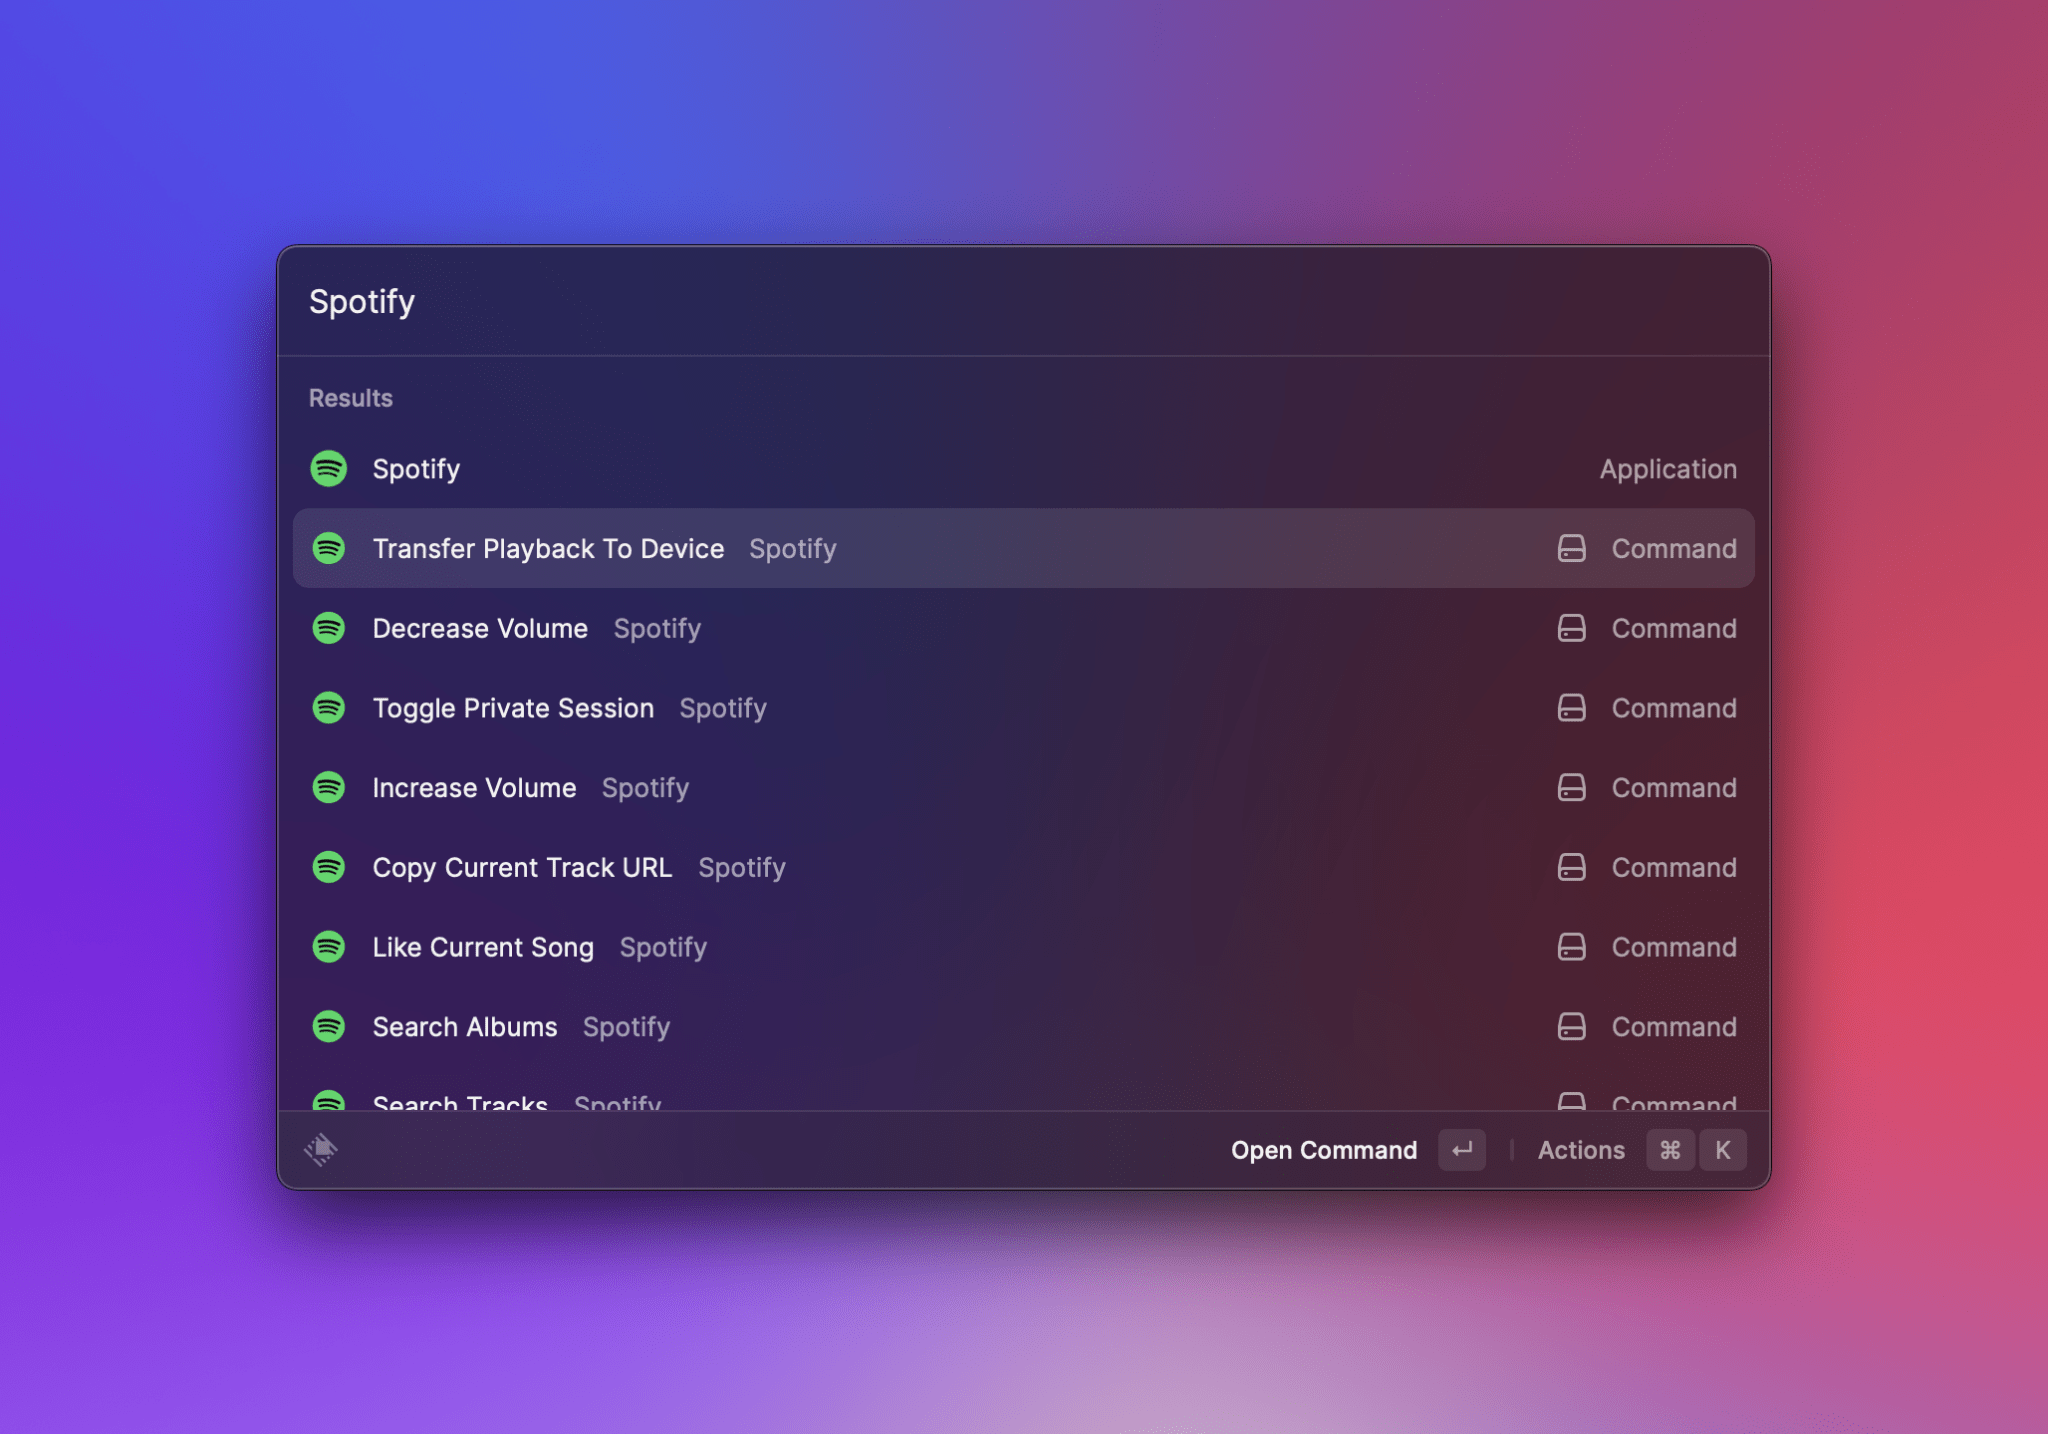 Spotify
Results
Spotify Application
Transfer Playback To Device Spotify Command
Decrease Volume Spotify Command
Toggle Private Session Spotify Command
Increase Volume Spotify Command
Copy Current Track URL Spotify Command
Like Current Song Spotify Command
Search Albums Spotify Command
Search Tracks Spotify Command
Open Command ↵ Actions ⌘ K